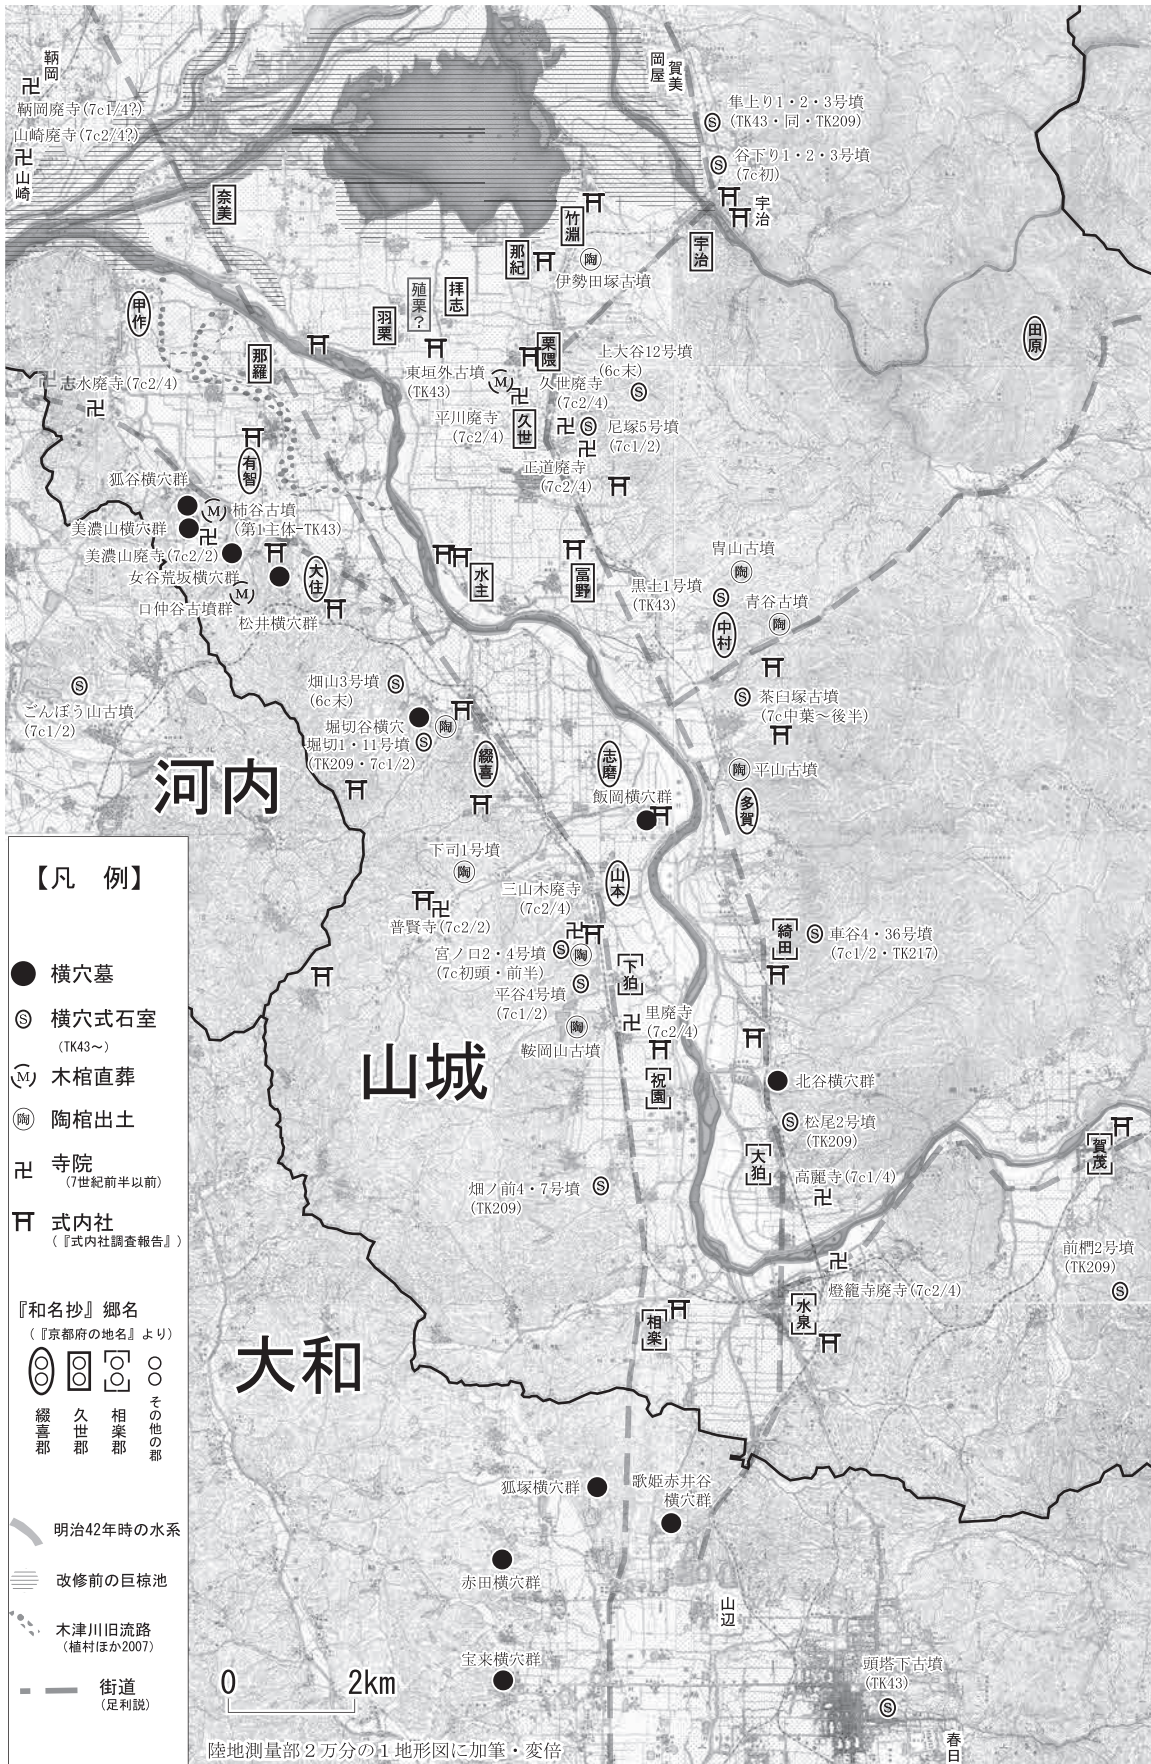 鞆岡
鞆岡廃寺(7c1/4?)
山崎廃寺(7c2/4?)
山崎
岡屋
賀美
隼上り1・2・3号墳
(TK43・同・TK209)
谷下り1・2・3号墳
(7c初)
宇治
奈美
竹淵
那紀
宇治
陶
伊勢田塚古墳
甲作
殖栗?
拝志
羽栗
栗隈
田原
那羅
上大谷12号墳
(6c末)
東垣外古墳
(TK43)
M
久世廃寺
(7c2/4)
志水廃寺(7c2/4)
平川廃寺
(7c2/4)
久世
尼塚5号墳
(7c1/2)
有智
正道廃寺
(7c2/4)
狐谷横穴群
M
柿谷古墳
(第1主体-TK43)
美濃山横穴群
美濃山廃寺(7c2/2)
女谷荒坂横穴群
大住
口仲谷古墳群
M
松井横穴群
水主
冨野
冑山古墳
陶
黒土1号墳
(TK43)
青谷古墳
陶
中村
畑山3号墳
(6c末)
茶臼塚古墳
(7c中葉～後半)
ごんぼう山古墳
(7c1/2)
堀切谷横穴
陶
堀切1・11号墳
(TK209・7c1/2)
綴喜
志磨
陶
平山古墳
飯岡横穴群
多賀
河内
下司1号墳
陶
三山木廃寺
(7c2/4)
山本
普賢寺(7c2/2)
宮ノ口2・4号墳
(7c初頭・前半)
陶
平谷4号墳
(7c1/2)
下狛
綺田
車谷4・36号墳
(7c1/2・TK217)
里廃寺
(7c2/4)
陶
鞍岡山古墳
山城
祝園
北谷横穴群
松尾2号墳
(TK209)
大狛
賀茂
畑ノ前4・7号墳
(TK209)
高麗寺(7c1/4)
前椚2号墳
(TK209)
燈籠寺廃寺(7c2/4)
相楽
水泉
大和
狐塚横穴群
歌姫赤井谷
横穴群
赤田横穴群
山辺
宝来横穴群
頭塔下古墳
(TK43)
春日
【凡　例】
横穴墓
S
横穴式石室
(TK43～)
M
木棺直葬
陶
陶棺出土
卍
寺院
(7世紀前半以前)
式内社
(『式内社調査報告』)
『和名抄』郷名
(『京都府の地名』より)
綴喜郡
久世郡
相楽郡
その他の郡
明治42年時の水系
改修前の巨椋池
木津川旧流路
(植村ほか2007)
街道
(足利説)
0 2km
陸地測量部２万分の１地形図に加筆・変倍